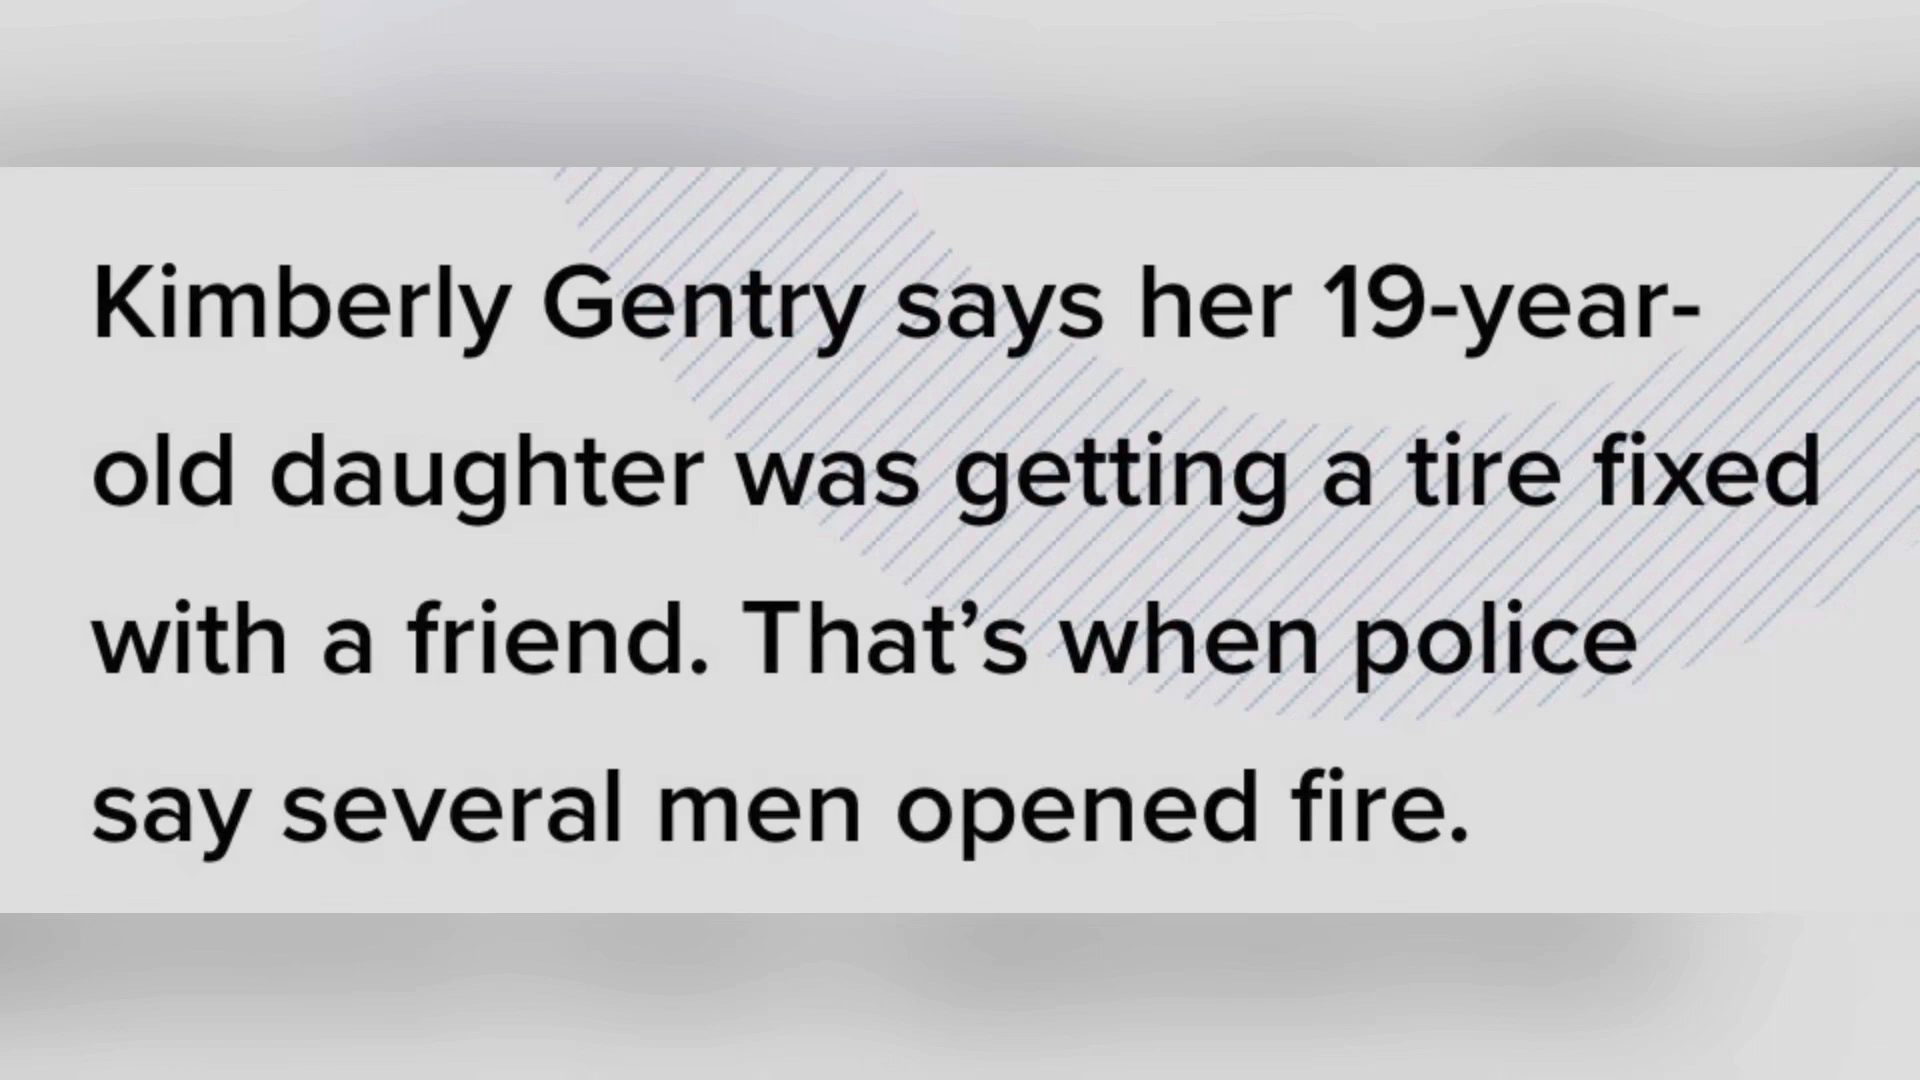 Kimberly Gentry says her 19-year-
old daughter was getting a tire fixed
with a friend. That’s when police
say several men opened fire.